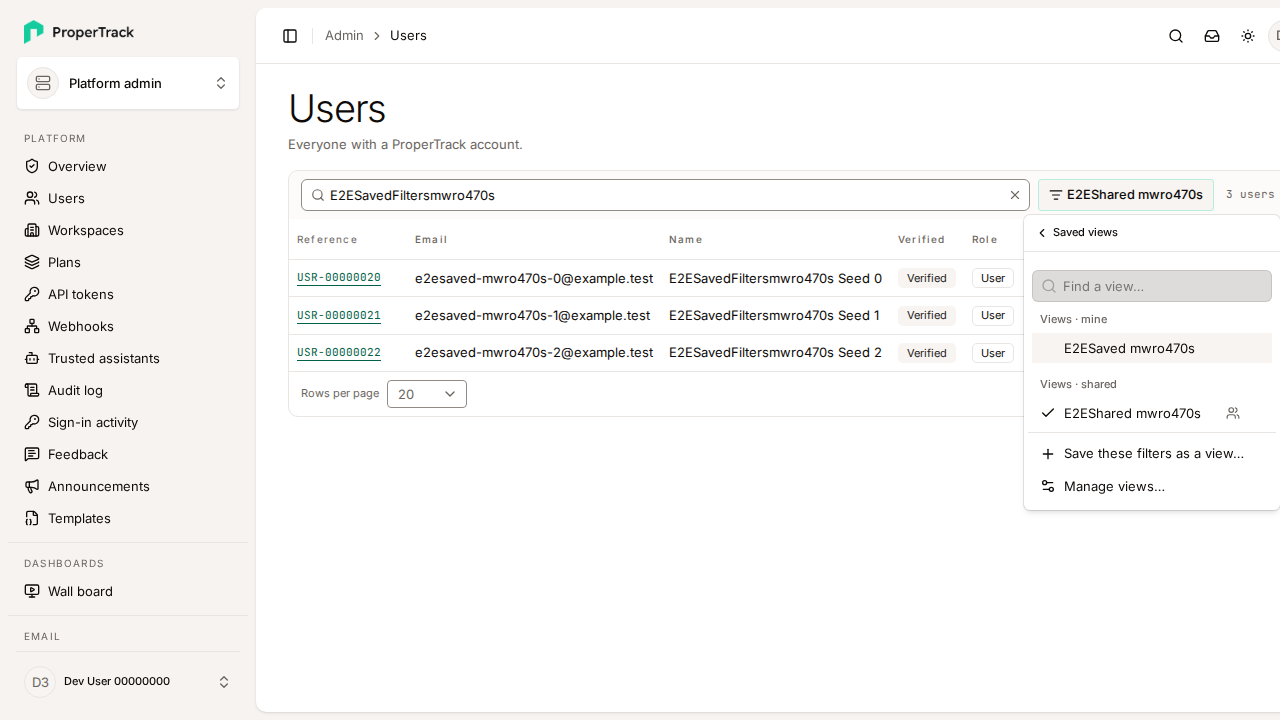 ProperTrack
Platform admin
PLATFORM
Overview
Users
Workspaces
Plans
API tokens
Webhooks
Trusted assistants
Audit log
Sign-in activity
Feedback
Announcements
Templates
DASHBOARDS
Wall board
EMAIL
D3 Dev User 00000000
Admin > Users
Users
Everyone with a ProperTrack account.
E2ESavedFiltersmwro470s
E2EShared mwro470s
3 users
Reference Email Name Verified Role
USR-00000020 e2esaved-mwro470s-0@example.test E2ESavedFiltersmwro470s Seed 0 Verified User
USR-00000021 e2esaved-mwro470s-1@example.test E2ESavedFiltersmwro470s Seed 1 Verified User
USR-00000022 e2esaved-mwro470s-2@example.test E2ESavedFiltersmwro470s Seed 2 Verified User
Rows per page 20
Saved views
Find a view...
Views · mine
E2ESaved mwro470s
Views · shared
E2EShared mwro470s
Save these filters as a view...
Manage views...